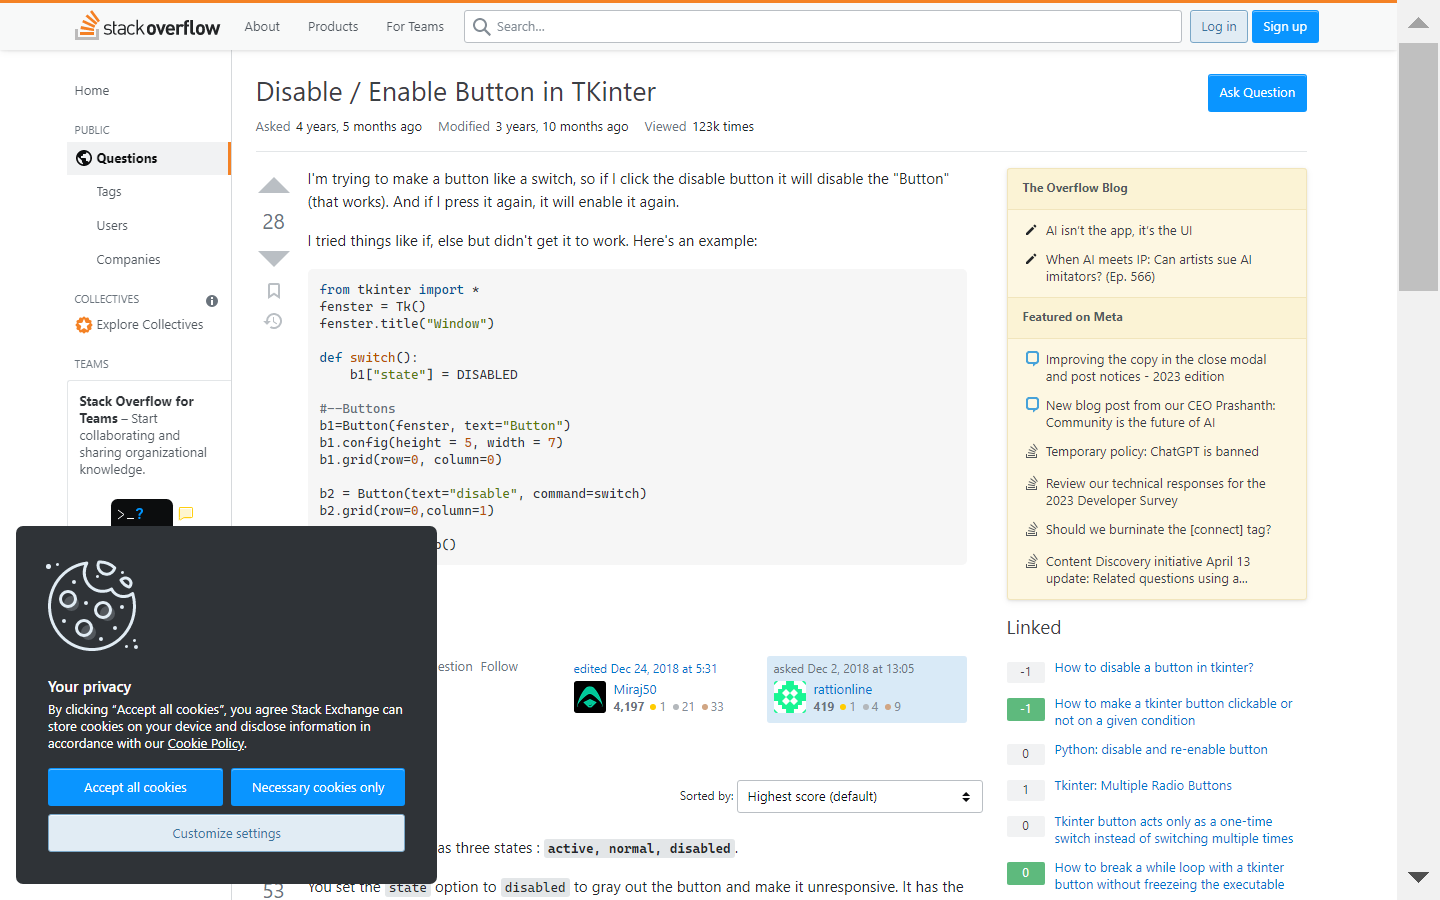 stack overflow
About
Products
For Teams
Search...
Log in
Sign up
Home
PUBLIC
Questions
Tags
Users
Companies
COLLECTIVES
Explore Collectives
TEAMS
Stack Overflow for
Teams – Start
collaborating and
sharing organizational
knowledge.
>_?
Disable / Enable Button in TKinter
Ask Question
Asked 4 years, 5 months ago Modified 3 years, 10 months ago Viewed 123k times
28
I'm trying to make a button like a switch, so if I click the disable button it will disable the "Button"
(that works). And if I press it again, it will enable it again.
I tried things like if, else but didn't get it to work. Here's an example:
from tkinter import *
fenster = Tk()
fenster.title("Window")
def switch():
    b1["state"] = DISABLED
#--Buttons
b1=Button(fenster, text="Button")
b1.config(height = 5, width = 7)
b1.grid(row=0, column=0)
b2 = Button(text="disable", command=switch)
b2.grid(row=0,column=1)
()
Follow
edited Dec 24, 2018 at 5:31
Miraj50
4,197 1 21 33
asked Dec 2, 2018 at 13:05
rattionline
419 1 4 9
Sorted by: Highest score (default)
as three states : active, normal, disabled.
53
You set the state option to disabled to gray out the button and make it unresponsive. It has the
The Overflow Blog
AI isn't the app, it's the UI
When AI meets IP: Can artists sue AI
imitators? (Ep. 566)
Featured on Meta
Improving the copy in the close modal
and post notices - 2023 edition
New blog post from our CEO Prashanth:
Community is the future of AI
Temporary policy: ChatGPT is banned
Review our technical responses for the
2023 Developer Survey
Should we burninate the [connect] tag?
Content Discovery initiative April 13
update: Related questions using a...
Linked
-1 How to disable a button in tkinter?
-1 How to make a tkinter button clickable or
not on a given condition
0 Python: disable and re-enable button
1 Tkinter: Multiple Radio Buttons
0 Tkinter button acts only as a one-time
switch instead of switching multiple times
0 How to break a while loop with a tkinter
button without freezeing the executable
Your privacy
By clicking “Accept all cookies”, you agree Stack Exchange can
store cookies on your device and disclose information in
accordance with our Cookie Policy.
Accept all cookies
Necessary cookies only
Customize settings